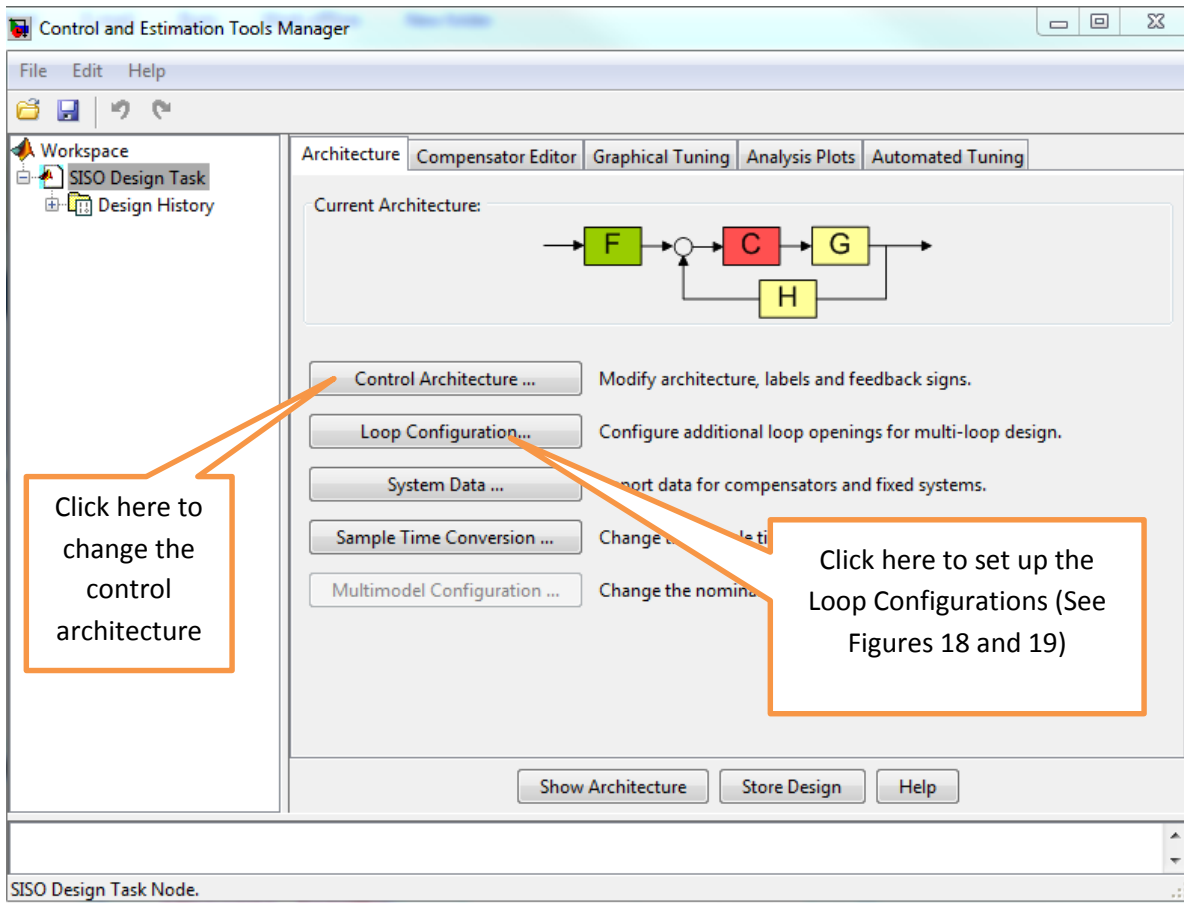 Control and Estimation Tools Manager
File Edit Help
Workspace
SISO Design Task
Design History
Architecture Compensator Editor Graphical Tuning Analysis Plots Automated Tuning
Current Architecture:
F C G
H
Control Architecture ... Modify architecture, labels and feedback signs.
Loop Configuration... Configure additional loop openings for multi-loop design.
System Data ... port data for compensators and fixed systems.
Sample Time Conversion ... Change
Multimodel Configuration ... Change the nomina
Click here to
change the
control
architecture
Click here to set up the
Loop Configurations (See
Figures 18 and 19)
Show Architecture Store Design Help
SISO Design Task Node.